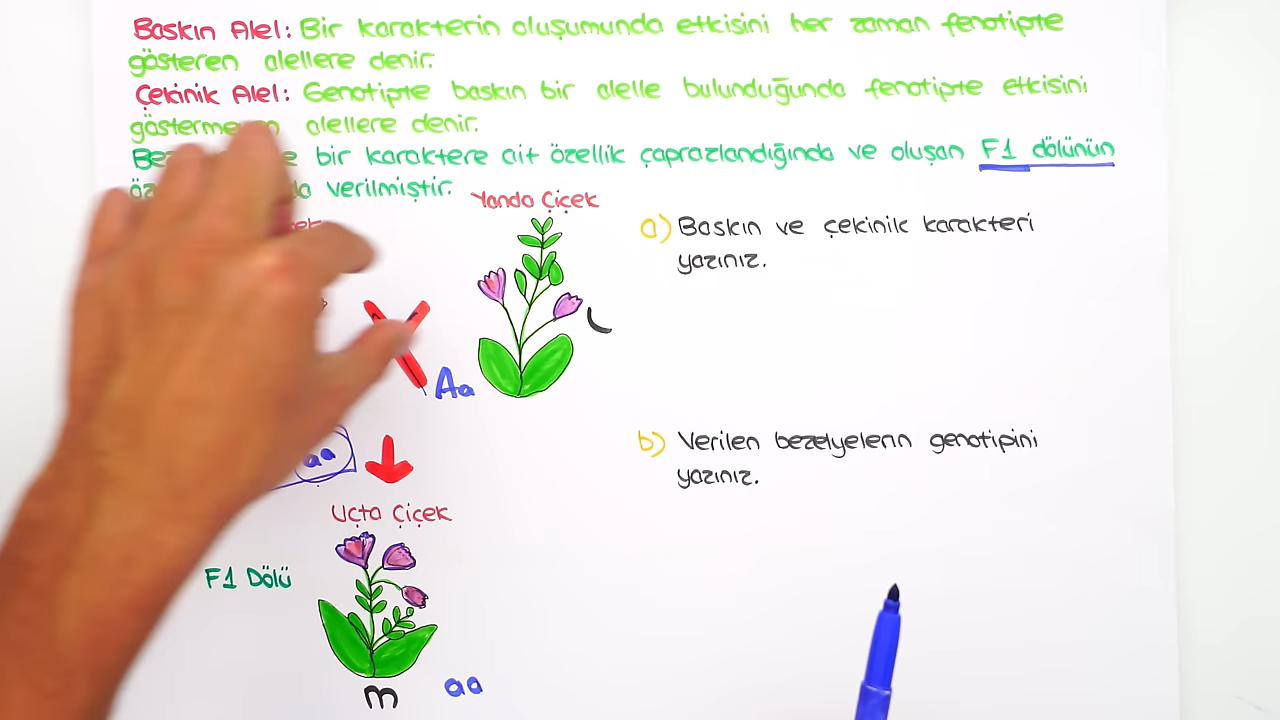 Baskın Alel: Bir karakterin oluşumunda etkisini her zaman fenotipte
gösteren alellere denir.
Çekinik Alel: Genotipte baskın bir alelle bulunduğunda fenotipte etkisini
alellere denir.
bir karaktere ait özellik çaprazlandığında ve oluşan F1 dölünün
verilmiştir.
Yanda Çiçek
a) Baskın ve çekinik karakteri
yazınız.
Aa
b) Verilen bezelyelerin genotipini
yazınız.
aa
Uçta Çiçek
F1 Dölü
m
aa